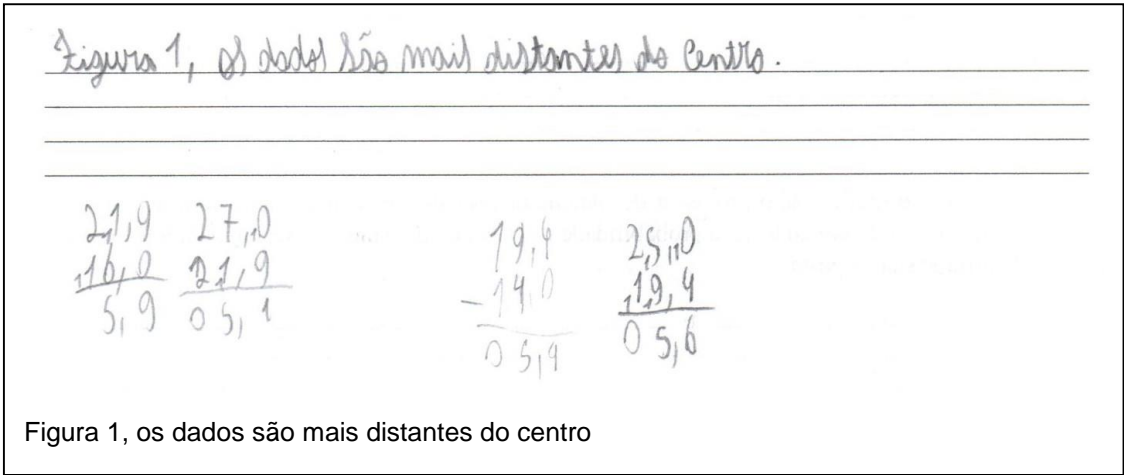 Figura 1, os dados são mais distantes do centro.
21,9 27,0
16,0 21,9
5,9 05,1
19,4 25,0
- 14,0 19,4
05,4 05,6
Figura 1, os dados são mais distantes do centro